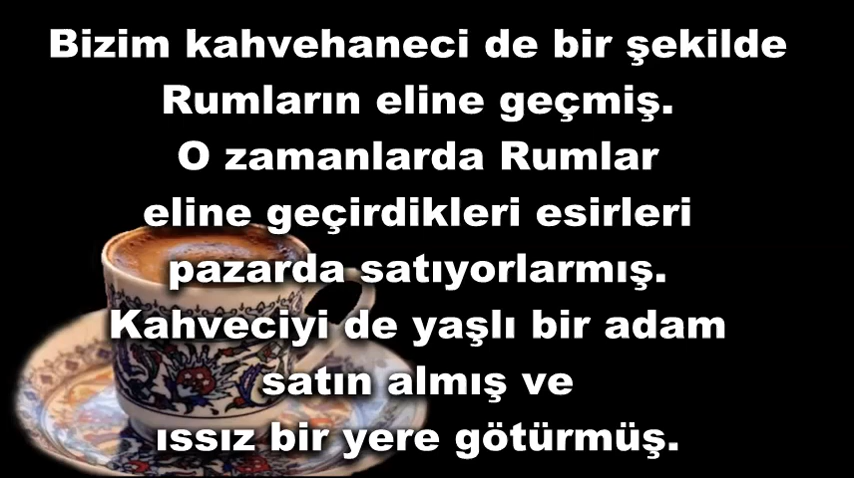 Bizim kahvehaneci de bir şekilde
Rumların eline geçmiş.
O zamanlarda Rumlar
eline geçirdikleri esirleri
pazarda satıyorlarmış.
Kahveciyi de yaşlı bir adam
satın almış ve
ıssız bir yere götürmüş.